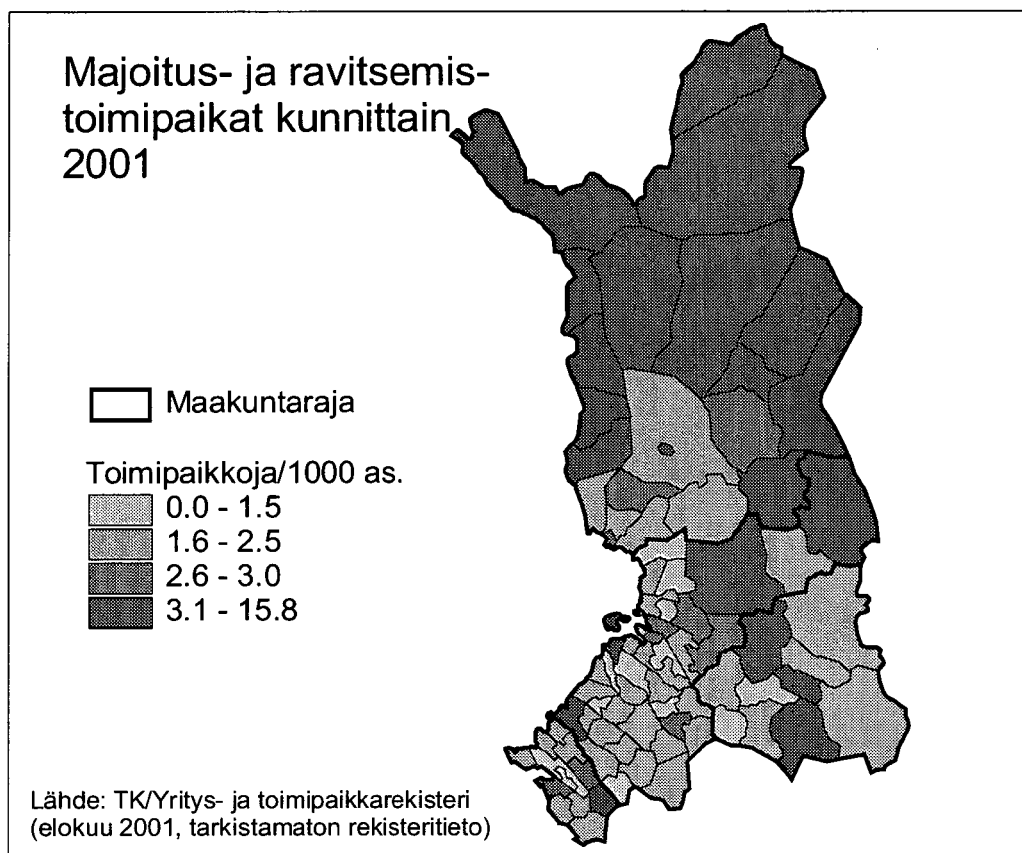 Majoitus- ja ravitsemis-
toimipaikat kunnittain
2001
Maakuntaraja
Toimipaikkoja/1000 as.
0.0 - 1.5
1.6 - 2.5
2.6 - 3.0
3.1 - 15.8
Lähde: TK/Yritys- ja toimipaikkarekisteri
(elokuu 2001, tarkistamaton rekisteritieto)